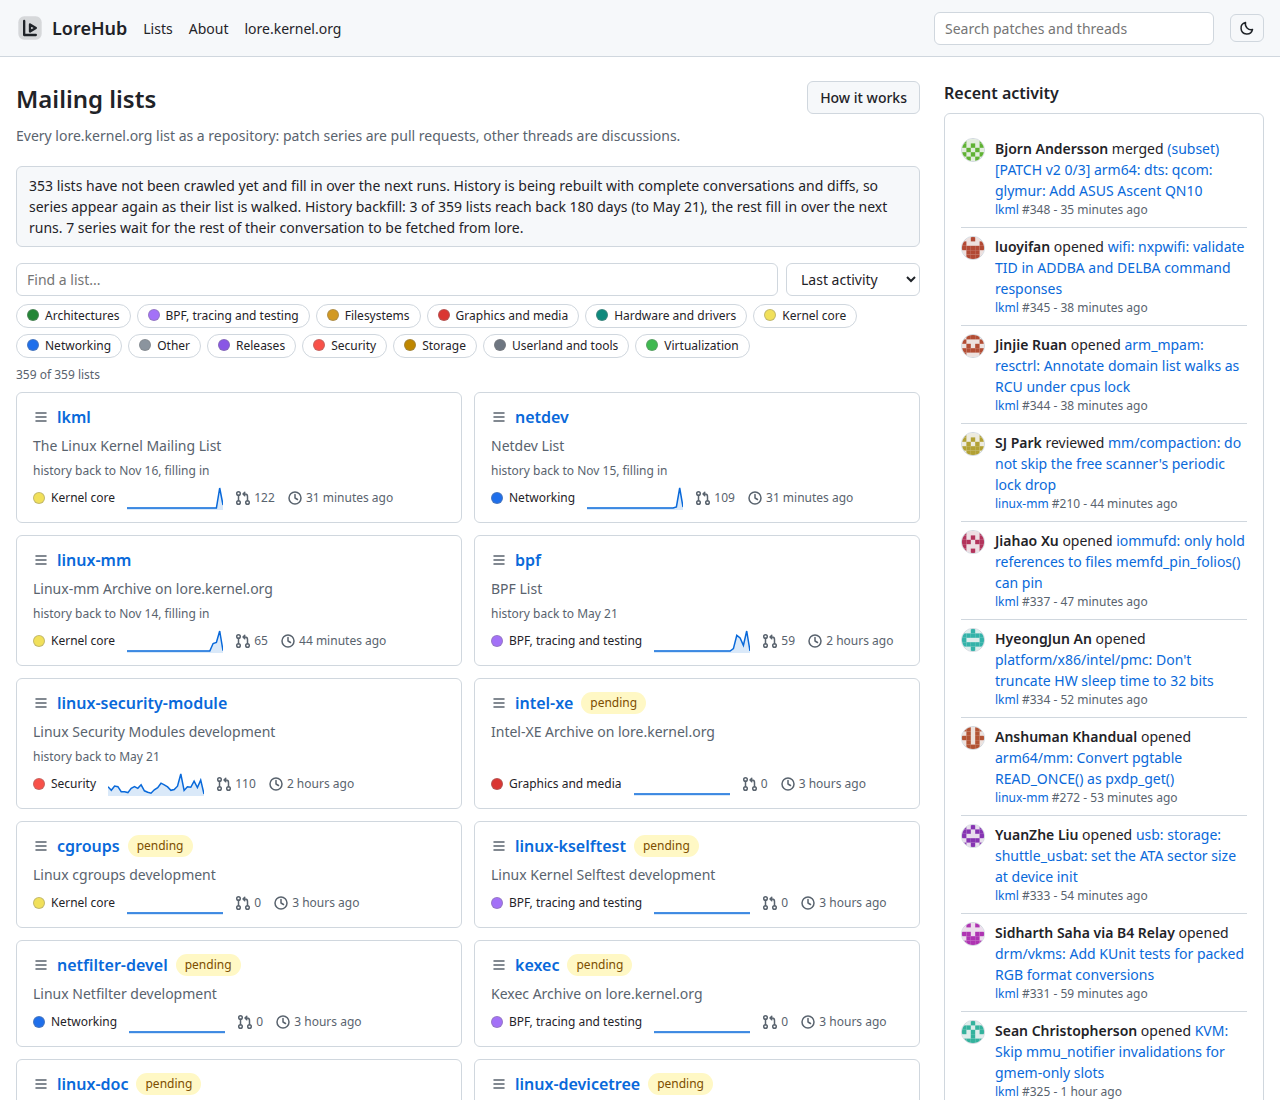 LoreHub
Lists
About
lore.kernel.org
Search patches and threads
Mailing lists
How it works
Every lore.kernel.org list as a repository: patch series are pull requests, other threads are discussions.
353 lists have not been crawled yet and fill in over the next runs. History is being rebuilt with complete conversations and diffs, so
series appear again as their list is walked. History backfill: 3 of 359 lists reach back 180 days (to May 21), the rest fill in over the next
runs. 7 series wait for the rest of their conversation to be fetched from lore.
Find a list...
Last activity
Architectures
BPF, tracing and testing
Filesystems
Graphics and media
Hardware and drivers
Kernel core
Networking
Other
Releases
Security
Storage
Userland and tools
Virtualization
359 of 359 lists
lkml
The Linux Kernel Mailing List
history back to Nov 16, filling in
Kernel core 122 31 minutes ago
netdev
Netdev List
history back to Nov 15, filling in
Networking 109 31 minutes ago
linux-mm
Linux-mm Archive on lore.kernel.org
history back to Nov 14, filling in
Kernel core 65 44 minutes ago
bpf
BPF List
history back to May 21
BPF, tracing and testing 59 2 hours ago
linux-security-module
Linux Security Modules development
history back to May 21
Security 110 2 hours ago
intel-xe pending
Intel-XE Archive on lore.kernel.org
Graphics and media 0 3 hours ago
cgroups pending
Linux cgroups development
Kernel core 0 3 hours ago
linux-kselftest pending
Linux Kernel Selftest development
BPF, tracing and testing 0 3 hours ago
netfilter-devel pending
Linux Netfilter development
Networking 0 3 hours ago
kexec pending
Kexec Archive on lore.kernel.org
BPF, tracing and testing 0 3 hours ago
linux-doc pending
linux-devicetree pending
Recent activity
Bjorn Andersson merged (subset)
[PATCH v2 0/3] arm64: dts: qcom:
glymur: Add ASUS Ascent QN10
lkml #348 - 35 minutes ago
luoyifan opened wifi: nxpwifi: validate
TID in ADDBA and DELBA command
responses
lkml #345 - 38 minutes ago
Jinjie Ruan opened arm_mpam:
resctrl: Annotate domain list walks as
RCU under cpus lock
lkml #344 - 38 minutes ago
SJ Park reviewed mm/compaction: do
not skip the free scanner's periodic
lock drop
linux-mm #210 - 44 minutes ago
Jiahao Xu opened iommufd: only hold
references to files memfd_pin_folios()
can pin
lkml #337 - 47 minutes ago
HyeongJun An opened
platform/x86/intel/pmc: Don't
truncate HW sleep time to 32 bits
lkml #334 - 52 minutes ago
Anshuman Khandual opened
arm64/mm: Convert pgtable
READ_ONCE() as pxdp_get()
linux-mm #272 - 53 minutes ago
YuanZhe Liu opened usb: storage:
shuttle_usbat: set the ATA sector size
at device init
lkml #333 - 54 minutes ago
Sidharth Saha via B4 Relay opened
drm/vkms: Add KUnit tests for packed
RGB format conversions
lkml #331 - 59 minutes ago
Sean Christopherson opened KVM:
Skip mmu_notifier invalidations for
gmem-only slots
lkml #325 - 1 hour ago